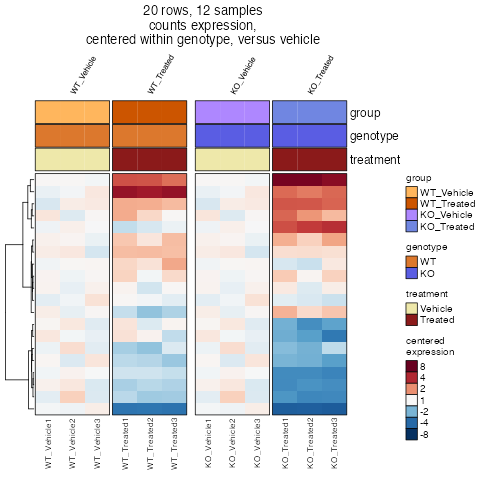 20 rows, 12 samples
counts expression,
centered within genotype, versus vehicle
WT_Vehicle
WT_Treated
KO_Vehicle
KO_Treated
group
genotype
treatment
group
WT_Vehicle
WT_Treated
KO_Vehicle
KO_Treated
genotype
WT
KO
treatment
Vehicle
Treated
centered
expression
8
4
2
1
-2
-4
-8
WT_Vehicle1
WT_Vehicle2
WT_Vehicle3
WT_Treated1
WT_Treated2
WT_Treated3
KO_Vehicle1
KO_Vehicle2
KO_Vehicle3
KO_Treated1
KO_Treated2
KO_Treated3